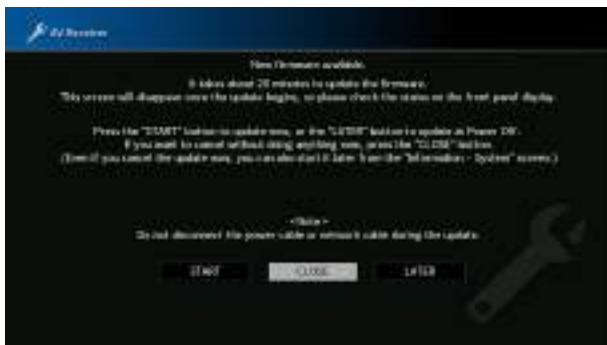 AV Receiver
New firmware available.
It takes about 20 minutes to update the firmware.
This screen will disappear once the update begins, so please check the status on the front panel display.
Press the "START" button to update now, or the "LATER" button to update at Power Off.
If you want to cancel without doing anything now, press the "CLOSE" button.
(Even if you cancel the update now, you can also start it later from the "Information - System" screen.)
<Note>
Do not disconnect the power cable or network cable during the update.
START CLOSE LATER